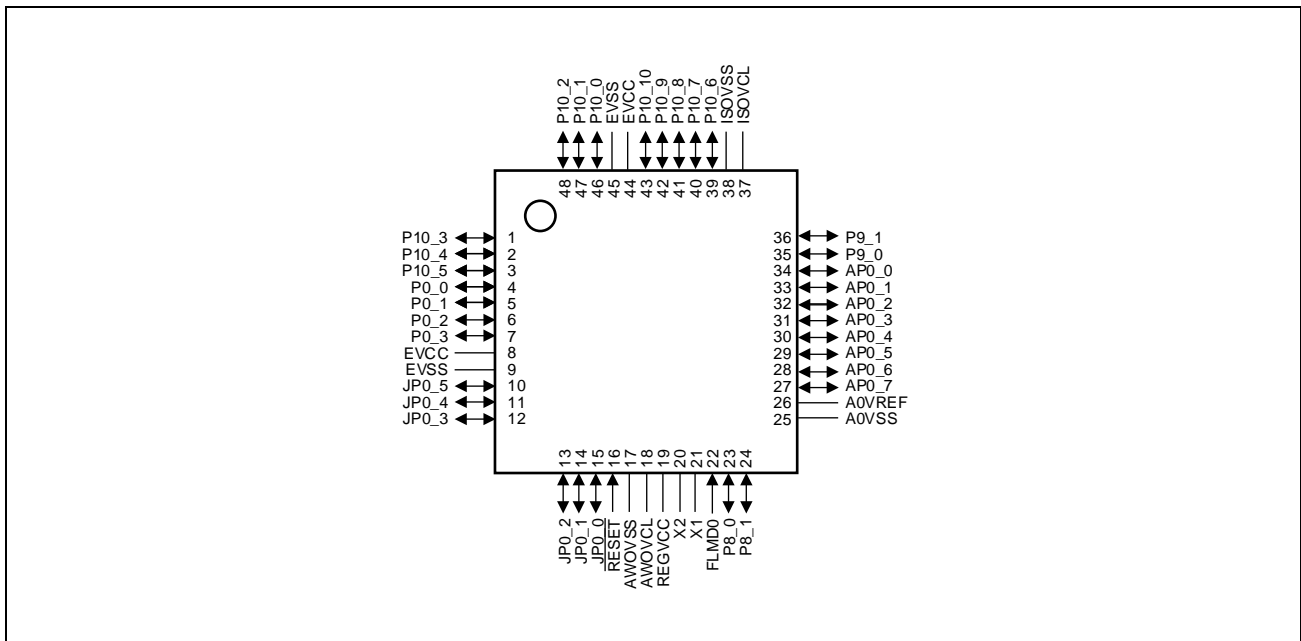 P10_2
P10_1
P10_0
EVSS
EVCC
P10_10
P10_9
P10_8
P10_7
P10_6
ISOVSS
ISOVCL
48
47
46
45
44
43
42
41
40
39
38
37
P10_3 1
P10_4 2
P10_5 3
P0_0 4
P0_1 5
P0_2 6
P0_3 7
EVCC 8
EVSS 9
JP0_5 10
JP0_4 11
JP0_3 12
36 P9_1
35 P9_0
34 AP0_0
33 AP0_1
32 AP0_2
31 AP0_3
30 AP0_4
29 AP0_5
28 AP0_6
27 AP0_7
26 A0VREF
25 A0VSS
13
14
15
16
17
18
19
20
21
22
23
24
JP0_2
JP0_1
JP0_0
RESET
AWOVSS
AWOVCL
REGVCC
X2
X1
FLMD0
P8_0
P8_1